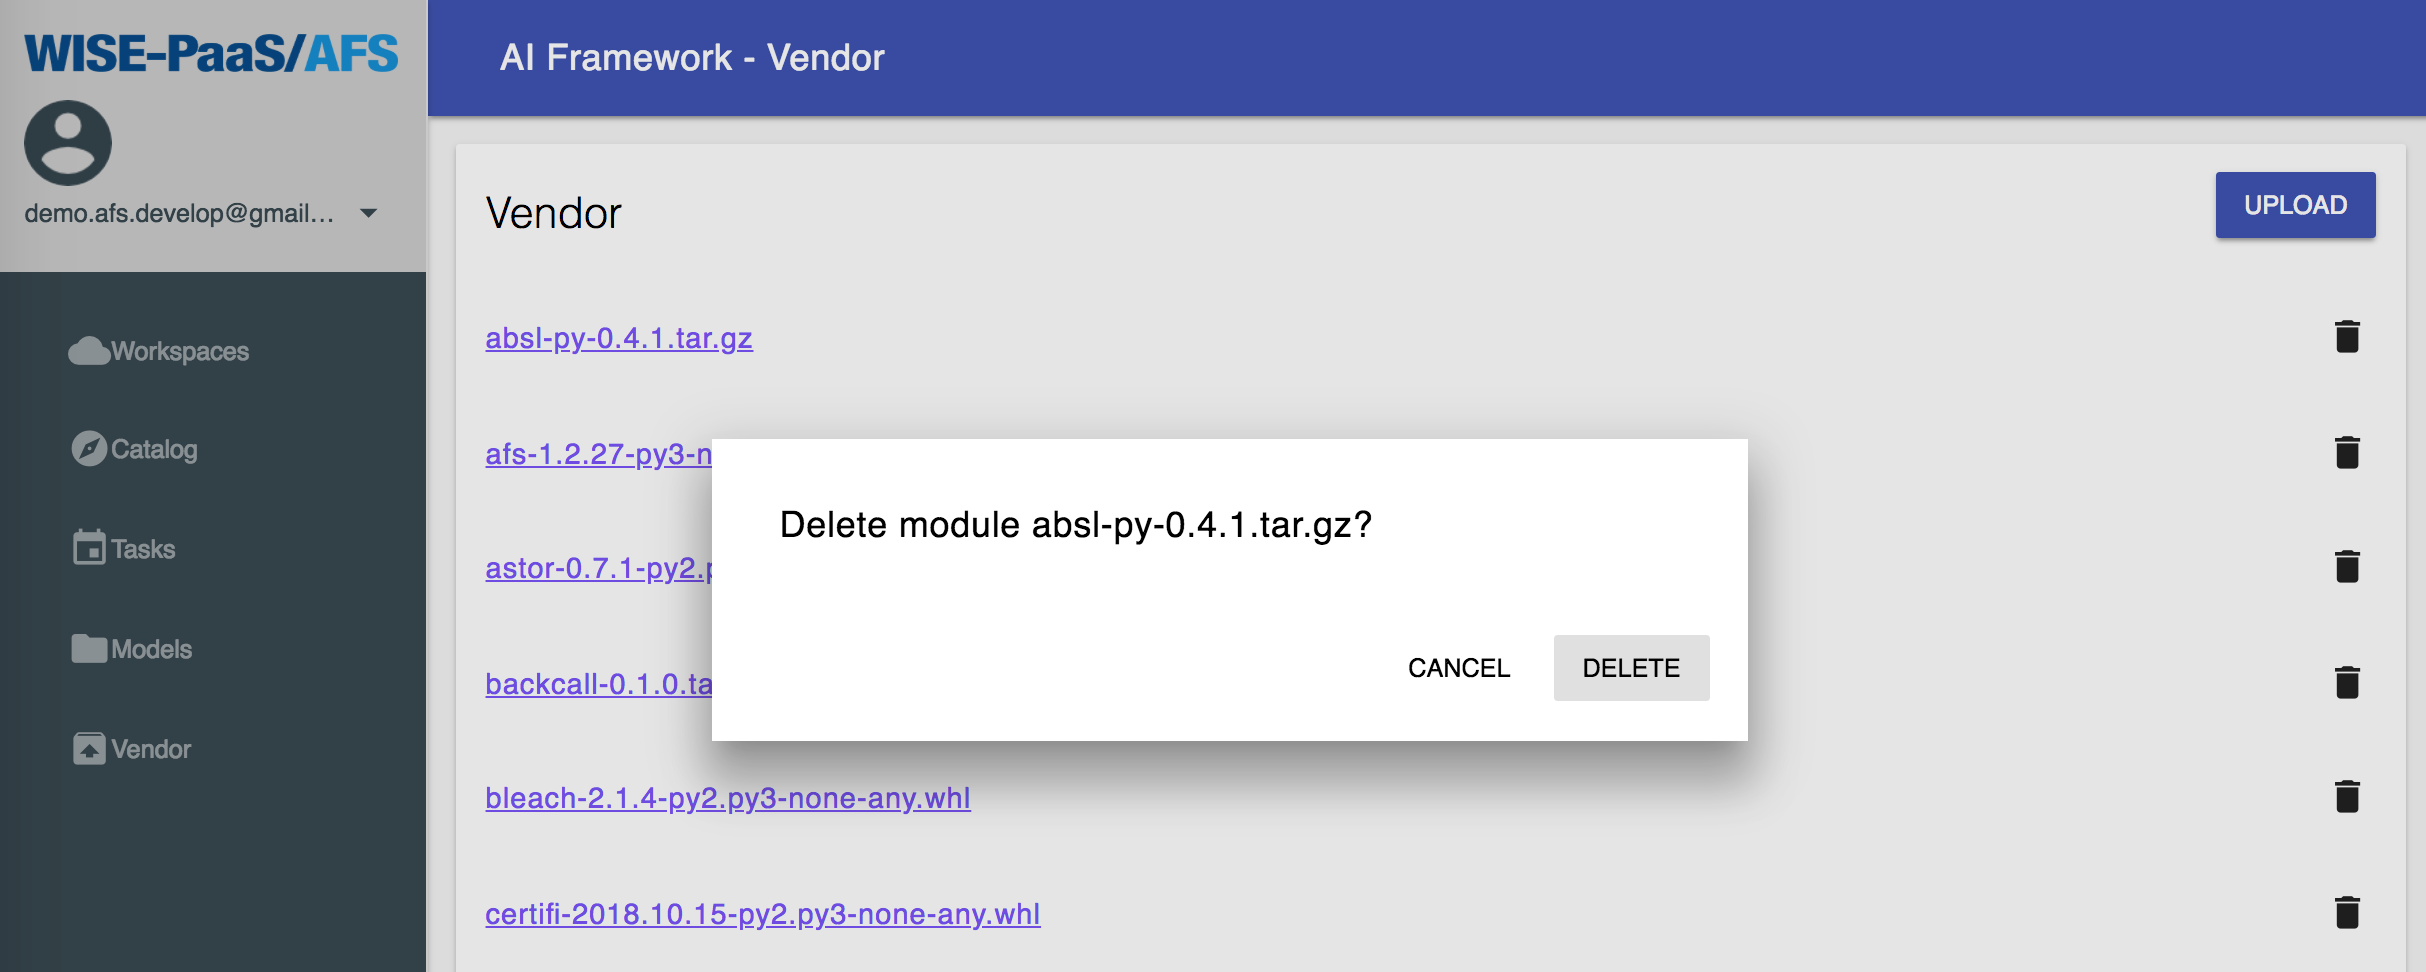 WISE-PaaS/AFS
demo.afs.develop@gmail...
Workspaces
Catalog
Tasks
Models
Vendor
AI Framework - Vendor
Vendor
UPLOAD
absl-py-0.4.1.tar.gz
afs-1.2.27-py3-n
astor-0.7.1-py2.p
backcall-0.1.0.ta
bleach-2.1.4-py2.py3-none-any.whl
certifi-2018.10.15-py2.py3-none-any.whl
Delete module absl-py-0.4.1.tar.gz?
CANCEL DELETE